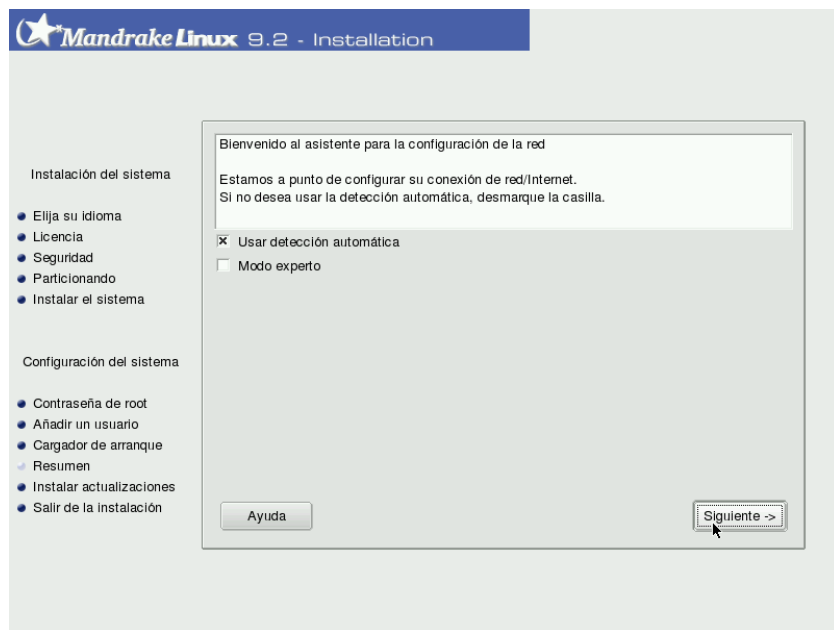 MandrakeLinux 9.2 - Installation
Instalación del sistema
Elija su idioma
Licencia
Seguridad
Particionando
Instalar el sistema
Configuración del sistema
Contraseña de root
Añadir un usuario
Cargador de arranque
Resumen
Instalar actualizaciones
Salir de la instalación
Bienvenido al asistente para la configuración de la red
Estamos a punto de configurar su conexión de red/Internet.
Si no desea usar la detección automática, desmarque la casilla.
Usar detección automática
Modo experto
Ayuda
Siguiente ->